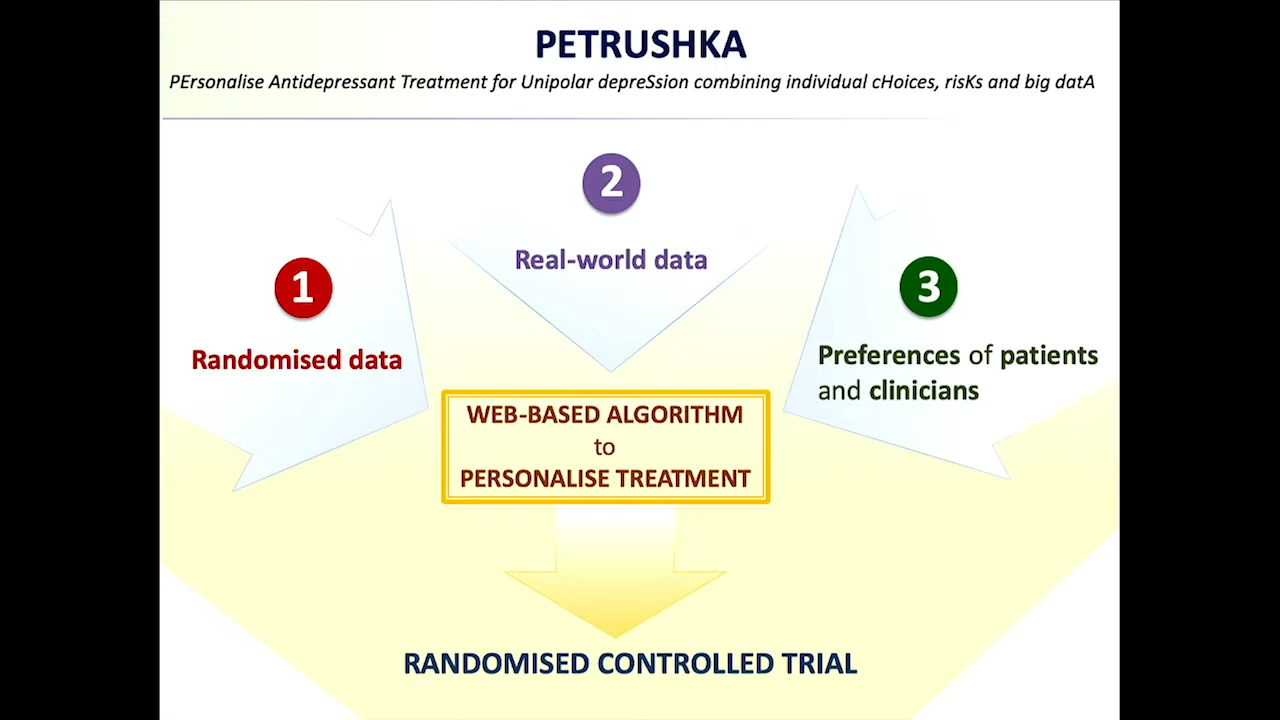 PETRUSHKA
PErsonalise Antidepressant Treatment for Unipolar depreSsion combining individual cHoices, risKs and big datA
2
Real-world data
1
Randomised data
3
Preferences of patients
and clinicians
WEB-BASED ALGORITHM
to
PERSONALISE TREATMENT
RANDOMISED CONTROLLED TRIAL